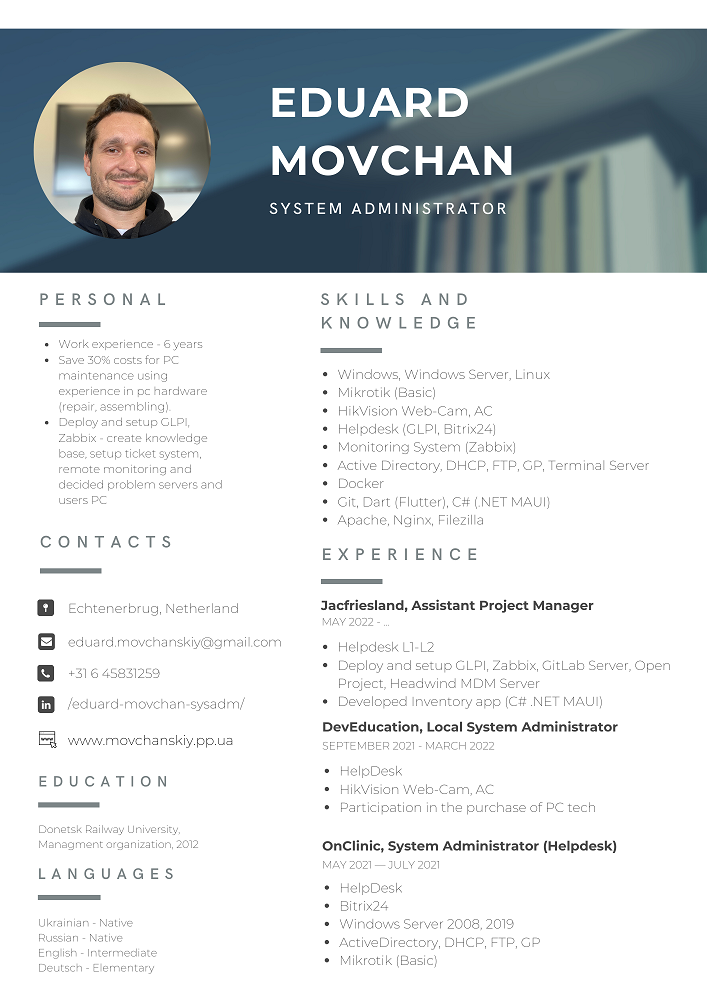 EDUARD
MOVCHAN
SYSTEM ADMINISTRATOR
PERSONAL
Work experience - 6 years
Save 30% costs for PC
maintenance using
experience in pc hardware
(repair, assembling).
Deploy and setup GLPI,
Zabbix - create knowledge
base, setup ticket system,
remote monitoring and
decided problem servers and
users PC
CONTACTS
Echtenerbrug, Netherland
eduard.movchanskiy@gmail.com
+31 6 45831259
/eduard-movchan-sysadm/
www.movchanskiy.pp.ua
EDUCATION
Donetsk Railway University,
Managment organization, 2012
LANGUAGES
Ukrainian - Native
Russian - Native
English - Intermediate
Deutsch - Elementary
SKILLS AND
KNOWLEDGE
Windows, Windows Server, Linux
Mikrotik (Basic)
HikVision Web-Cam, AC
Helpdesk (GLPI, Bitrix24)
Monitoring System (Zabbix)
Active Directory, DHCP, FTP, GP, Terminal Server
Docker
Git, Dart (Flutter), C# (.NET MAUI)
Apache, Nginx, Filezilla
EXPERIENCE
Jacfriesland, Assistant Project Manager
MAY 2022 - ...
Helpdesk L1-L2
Deploy and setup GLPI, Zabbix, GitLab Server, Open
Project, Headwind MDM Server
Developed Inventory.app (C# .NET MAUI)
DevEducation, Local System Administrator
SEPTEMBER 2021 - MARCH 2022
HelpDesk
HikVision Web-Cam, AC
Participation in the purchase of PC tech
OnClinic, System Administrator (Helpdesk)
MAY 2021 — JULY 2021
HelpDesk
Bitrix24
Windows Server 2008, 2019
ActiveDirectory, DHCP, FTP, GP
Mikrotik (Basic)